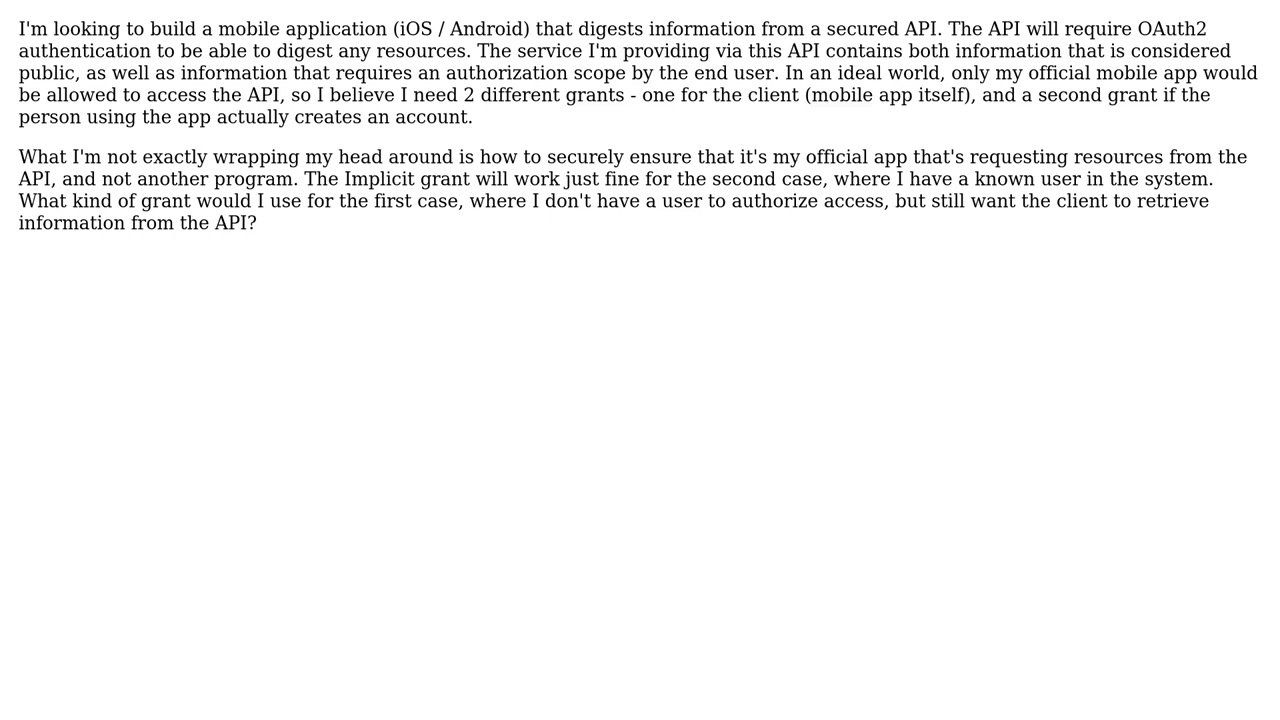 I'm looking to build a mobile application (iOS / Android) that digests information from a secured API. The API will require OAuth2
authentication to be able to digest any resources. The service I'm providing via this API contains both information that is considered
public, as well as information that requires an authorization scope by the end user. In an ideal world, only my official mobile app would
be allowed to access the API, so I believe I need 2 different grants - one for the client (mobile app itself), and a second grant if the
person using the app actually creates an account.
What I'm not exactly wrapping my head around is how to securely ensure that it's my official app that's requesting resources from the
API, and not another program. The Implicit grant will work just fine for the second case, where I have a known user in the system.
What kind of grant would I use for the first case, where I don't have a user to authorize access, but still want the client to retrieve
information from the API?